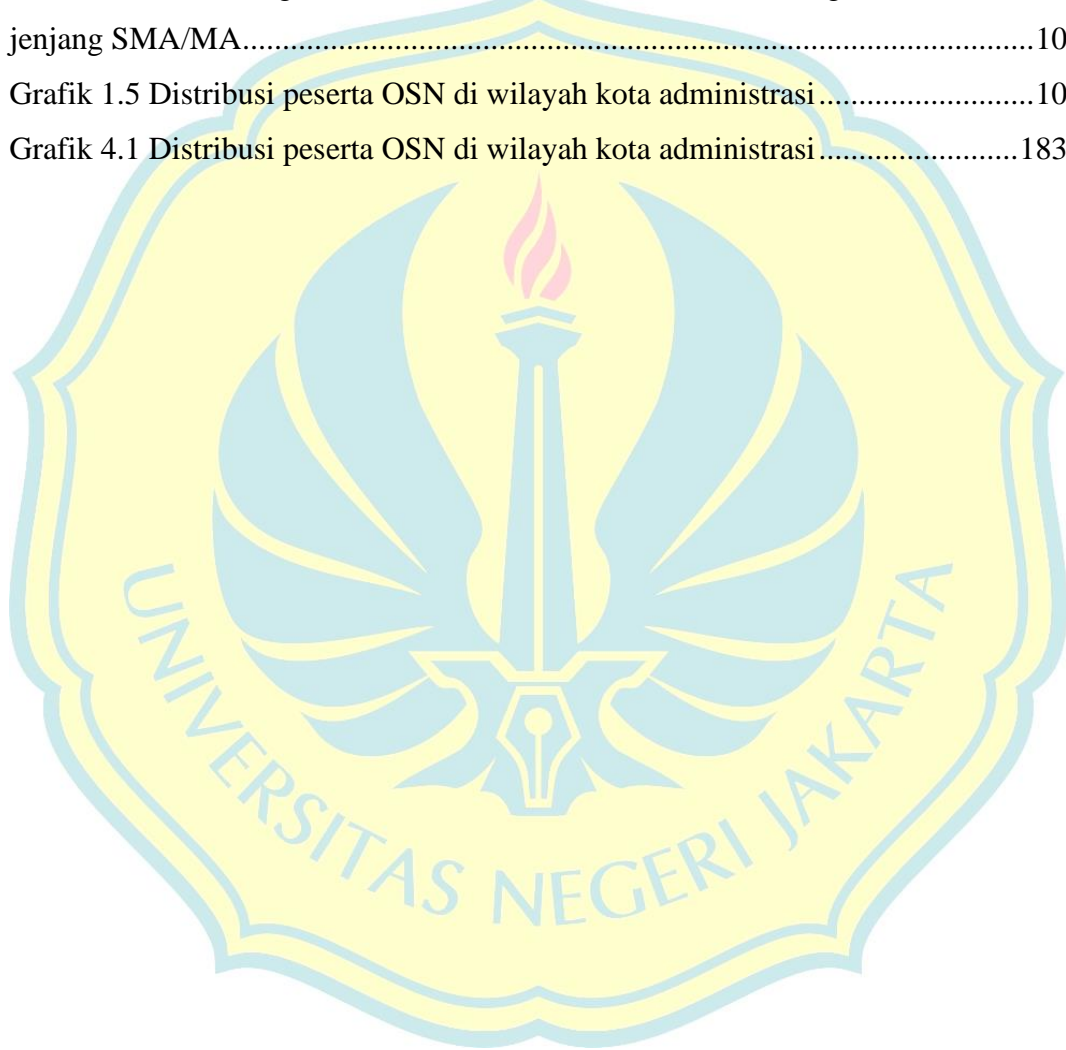 jenjang SMA/MA....................................................................................................10
Grafik 1.5 Distribusi peserta OSN di wilayah kota administrasi...........................10
Grafik 4.1 Distribusi peserta OSN di wilayah kota administrasi.........................183
UNIVERSITAS NEGERI JAKARTA